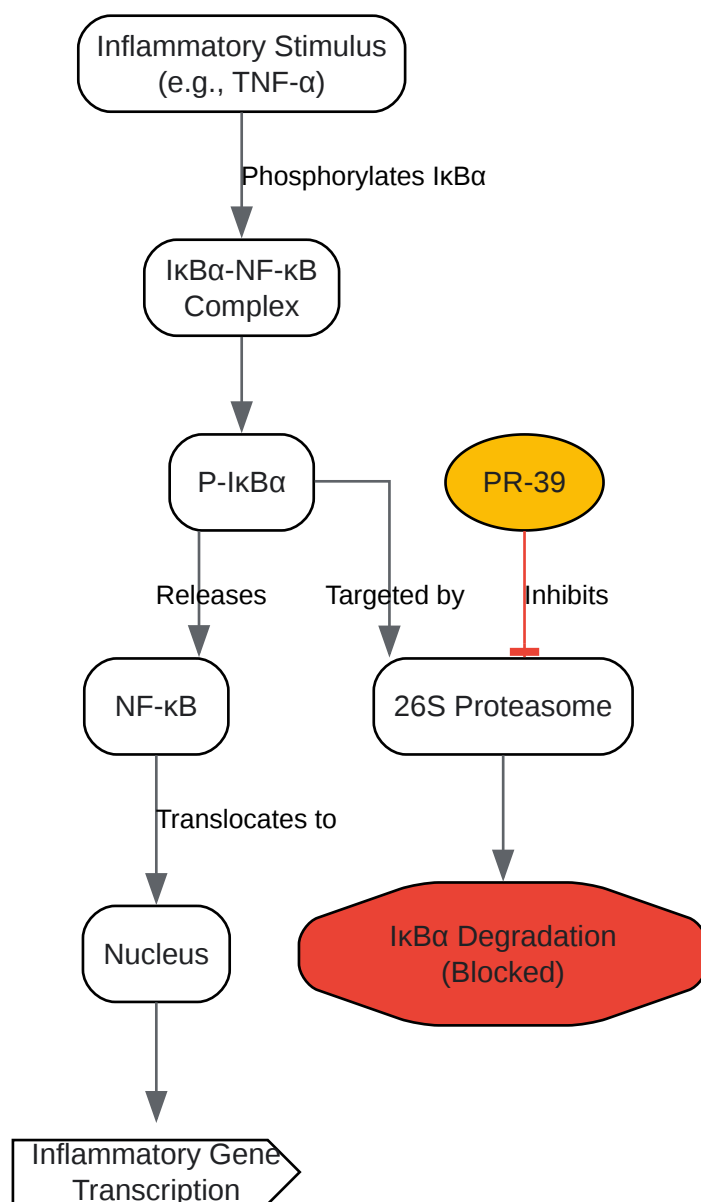 Inflammatory Stimulus
(e.g., TNF-α)
Phosphorylates IκBα
IκBα-NF-κB
Complex
P-IκBα
PR-39
Releases
Targeted by
Inhibits
NF-κB
26S Proteasome
Translocates to
Nucleus
IκBα Degradation
(Blocked)
Inflammatory Gene
Transcription